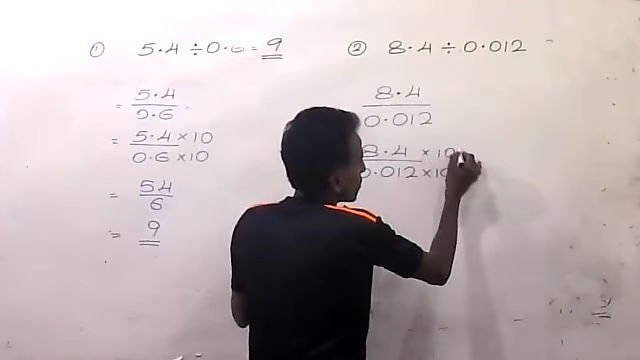 ① 5.4 ÷ 0.6 = 9
= 5.4
0.6
= 5.4 × 10
0.6 × 10
= 54
6
= 9
② 8.4 ÷ 0.012
8.4
0.012
8.4 × 10
0.012 × 10